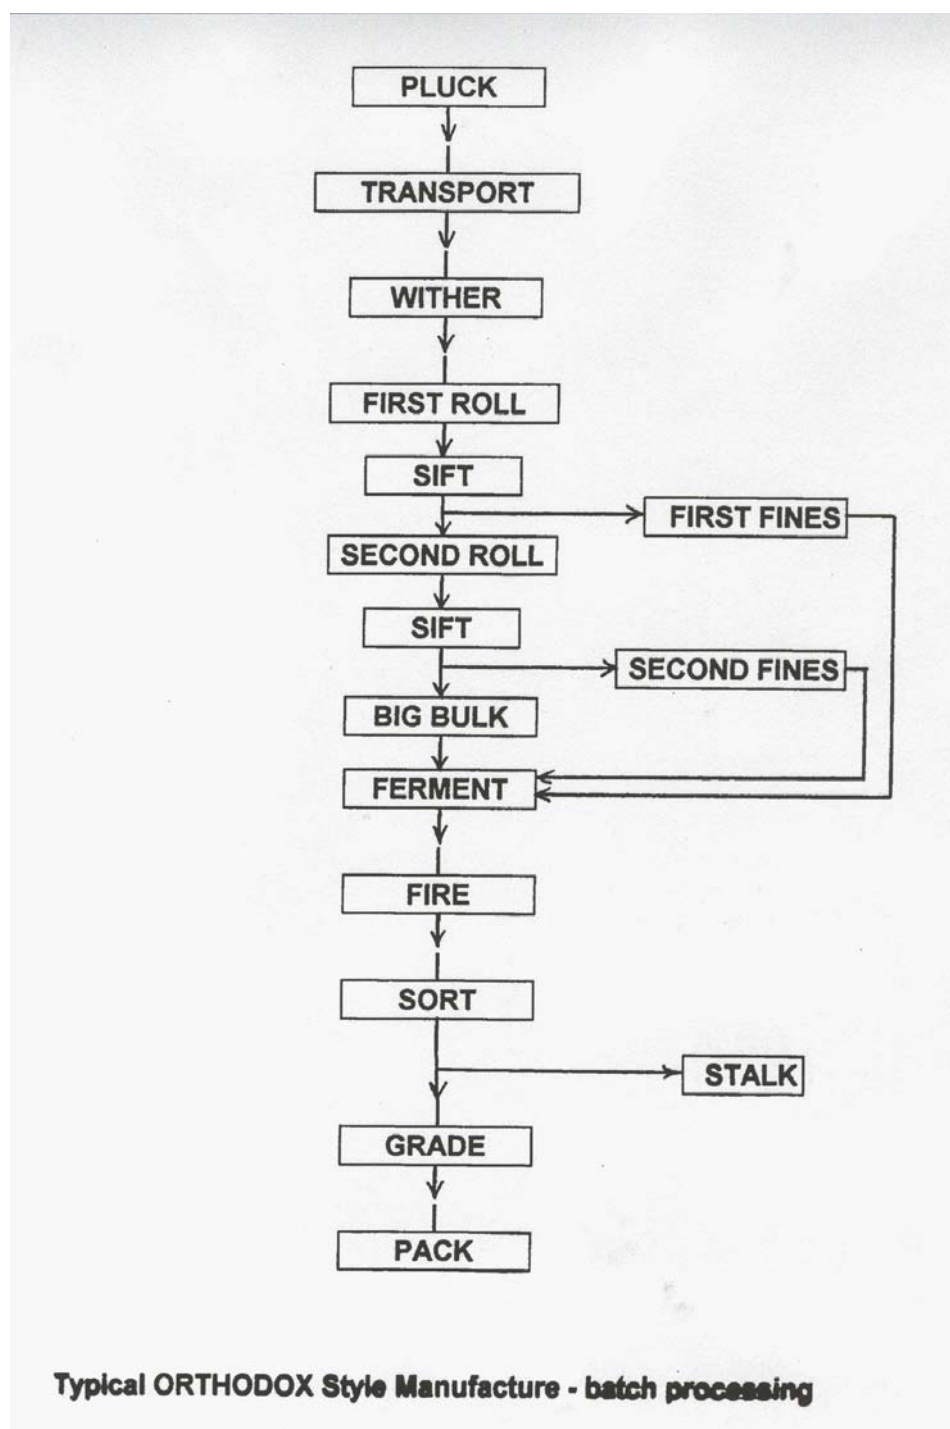 PLUCK
TRANSPORT
WITHER
FIRST ROLL
SIFT
FIRST FINES
SECOND ROLL
SIFT
SECOND FINES
BIG BULK
FERMENT
FIRE
SORT
STALK
GRADE
PACK
Typical ORTHODOX Style Manufacture - batch processing